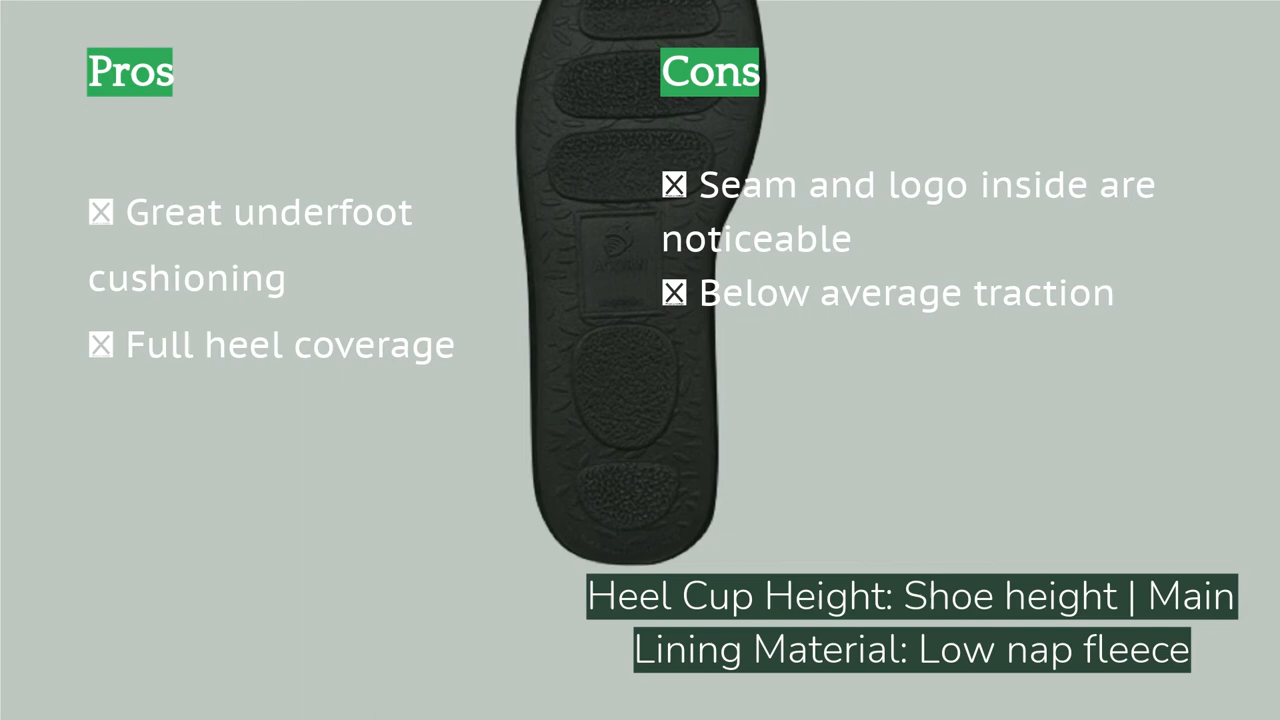 Pros
☒ Great underfoot
cushioning
☒ Full heel coverage
Cons
☒ Seam and logo inside are
noticeable
☒ Below average traction
Heel Cup Height: Shoe height | Main
Lining Material: Low nap fleece